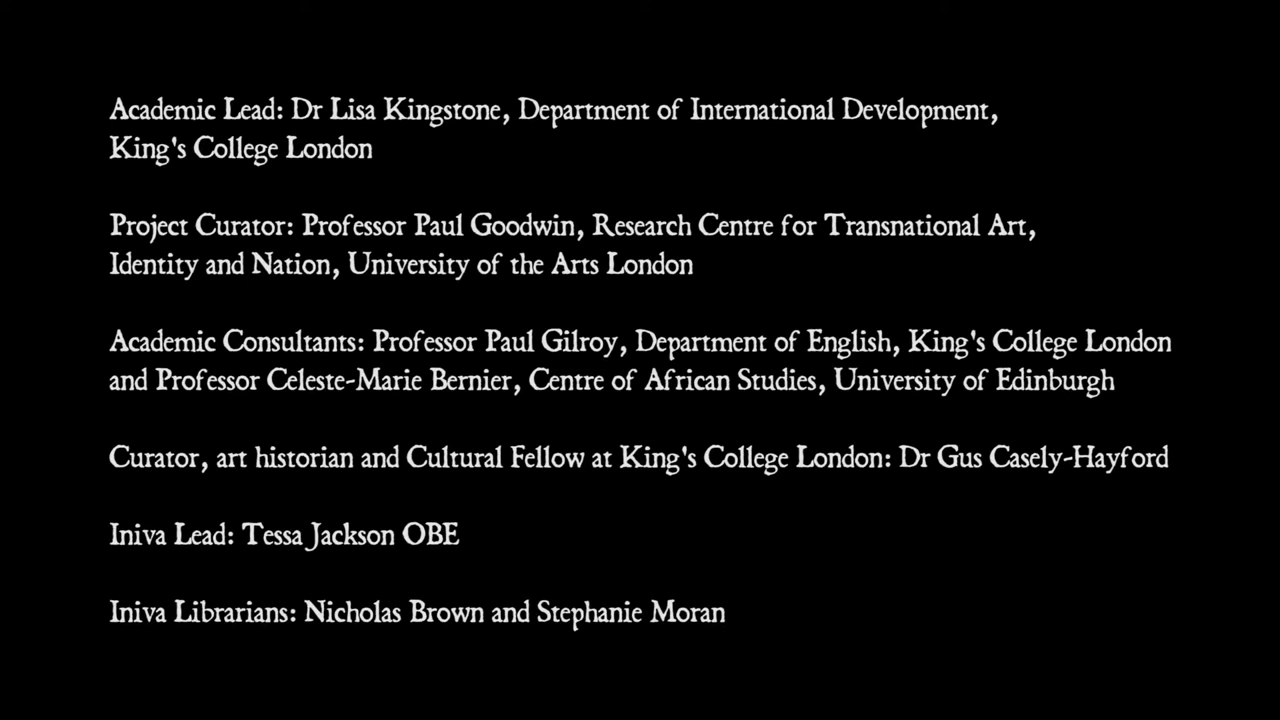 Academic Lead: Dr Lisa Kingstone, Department of International Development,
King's College London
Project Curator: Professor Paul Goodwin, Research Centre for Transnational Art,
Identity and Nation, University of the Arts London
Academic Consultants: Professor Paul Gilroy, Department of English, King's College London
and Professor Celeste-Marie Bernier, Centre of African Studies, University of Edinburgh
Curator, art historian and Cultural Fellow at King's College London: Dr Gus Casely-Hayford
Iniva Lead: Tessa Jackson OBE
Iniva Librarians: Nicholas Brown and Stephanie Moran